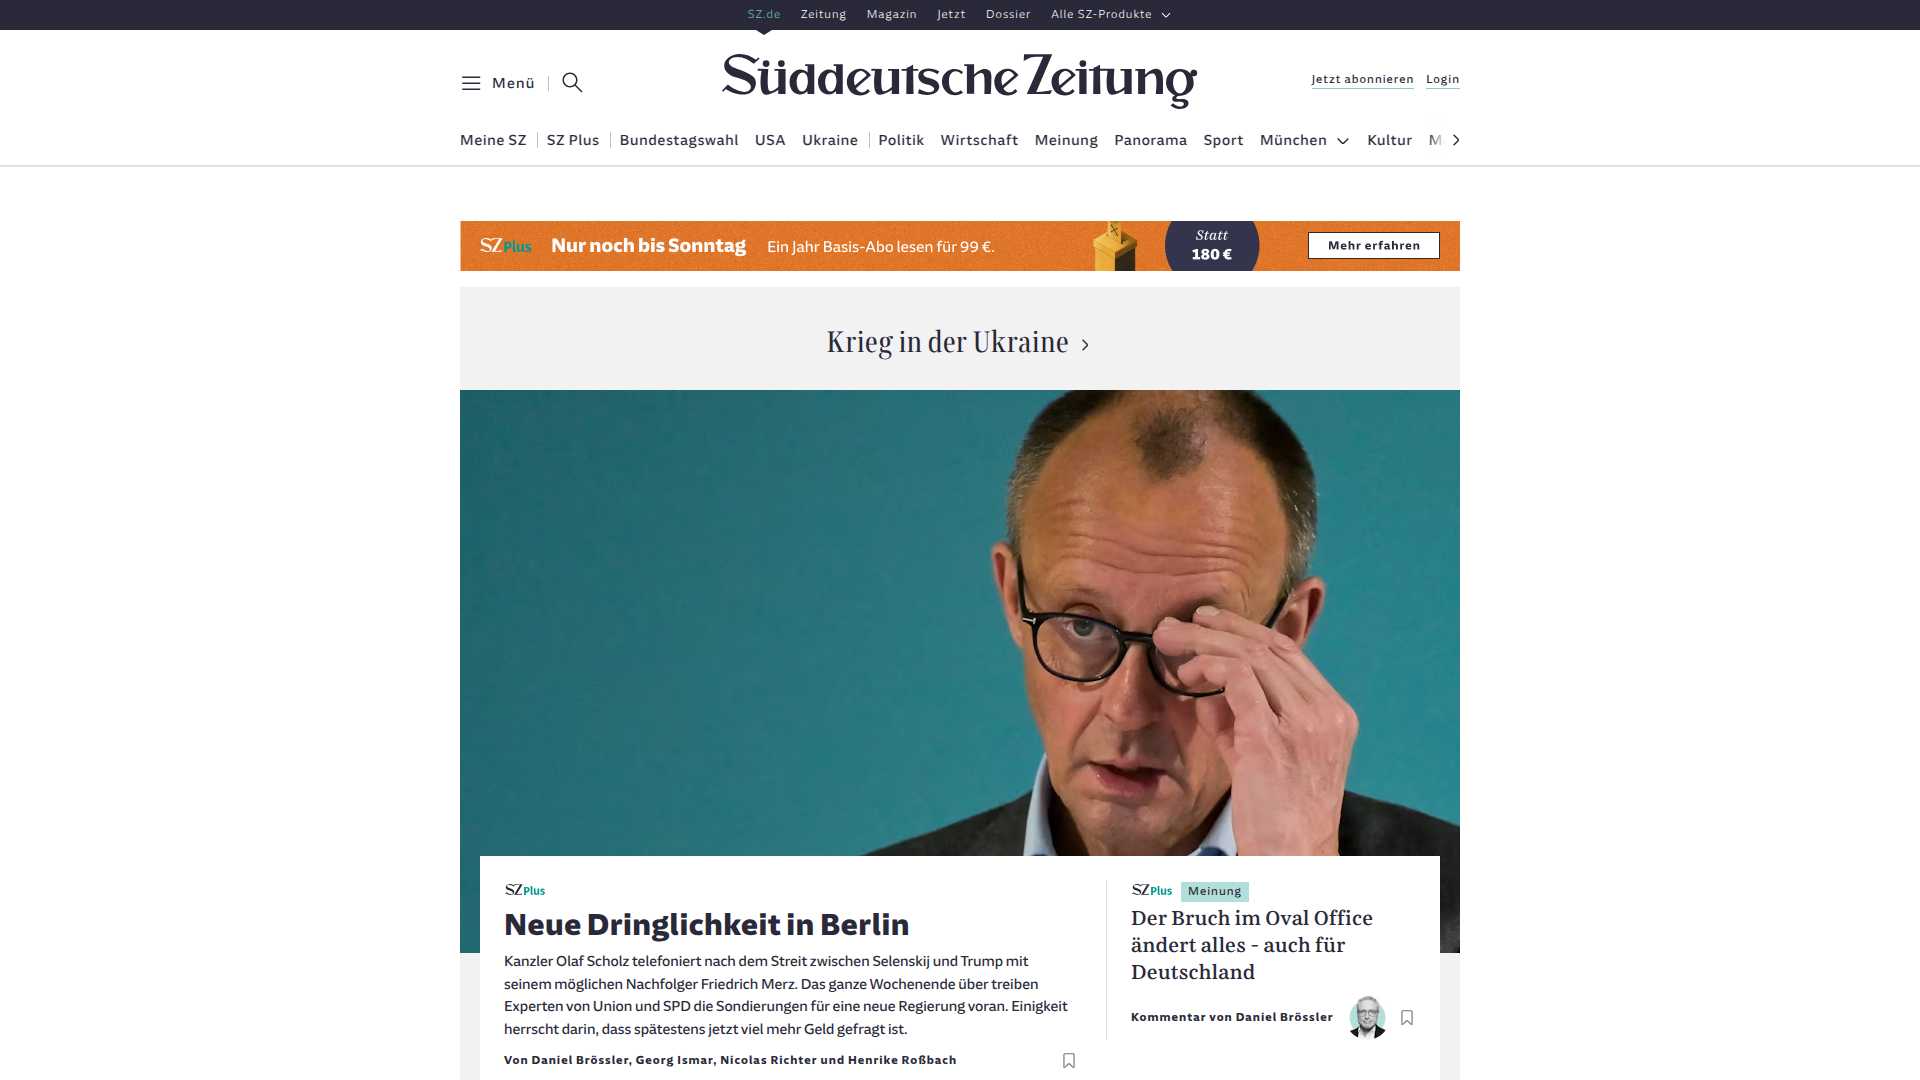 SZ.de Zeitung Magazin Jetzt Dossier Alle SZ-Produkte
Menü
Süddeutsche Zeitung
Jetzt abonnieren Login
Meine SZ SZ Plus Bundestagswahl USA Ukraine Politik Wirtschaft Meinung Panorama Sport München Kultur M
SZ Plus Nur noch bis Sonntag Ein Jahr Basis-Abo lesen für 99 €.
Statt
180 €
Mehr erfahren
Krieg in der Ukraine
SZ Plus
Neue Dringlichkeit in Berlin
Kanzler Olaf Scholz telefoniert nach dem Streit zwischen Selenskij und Trump mit
seinem möglichen Nachfolger Friedrich Merz. Das ganze Wochenende über treiben
Experten von Union und SPD die Sondierungen für eine neue Regierung voran. Einigkeit
herrscht darin, dass spätestens jetzt viel mehr Geld gefragt ist.
Von Daniel Brössler, Georg Ismar, Nicolas Richter und Henrike Roßbach
SZ Plus Meinung
Der Bruch im Oval Office
ändert alles - auch für
Deutschland
Kommentar von Daniel Brössler